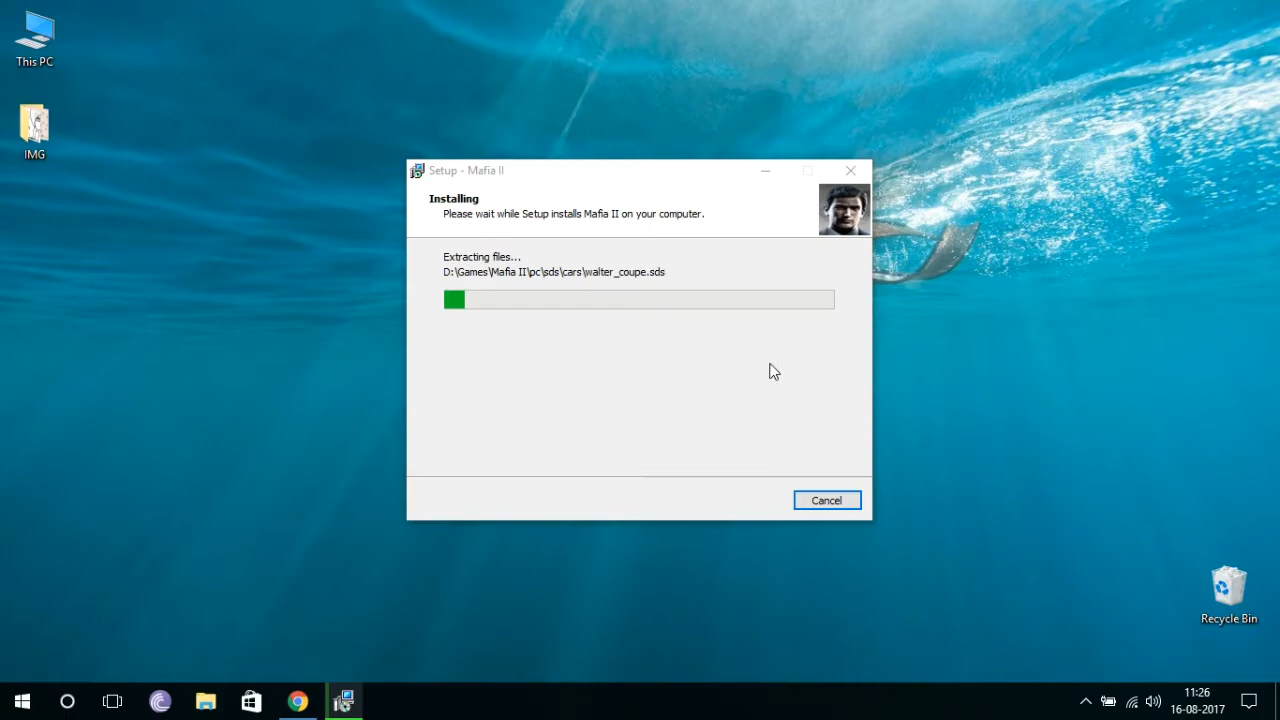 This PC
IMG
Setup - Mafia II
Installing
Please wait while Setup installs Mafia II on your computer.
Extracting files...
D:\Games\Mafia II\pc\sds\cars\walter_coupe.sds
Cancel
Recycle Bin
11:26
16-08-2017